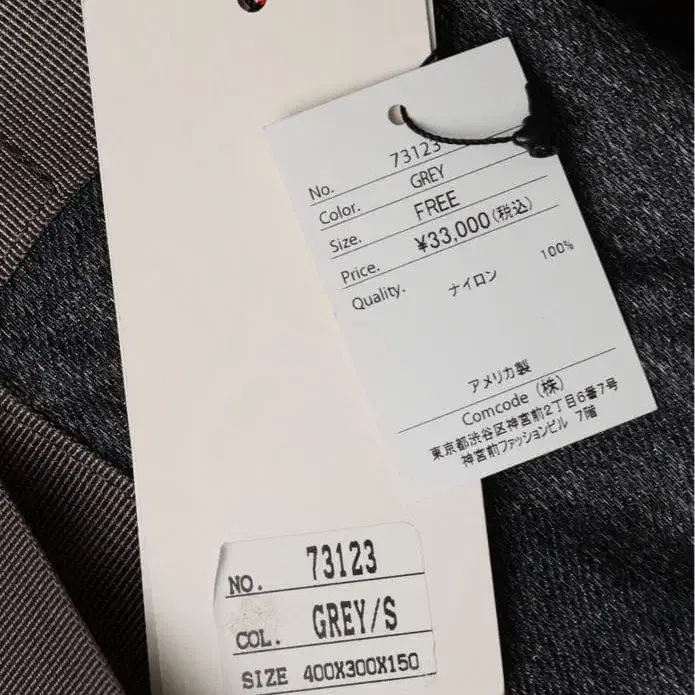 No. 73123
Color. GREY
Size. FREE
Price. ¥33,000(税込)
Quality. ナイロン 100%
アメリカ製
Comcode (株)
東京都渋谷区神宮前2丁目6番7号
神宮前ファッションビル 7階
NO. 73123
COL. GREY/S
SIZE 400X300X150